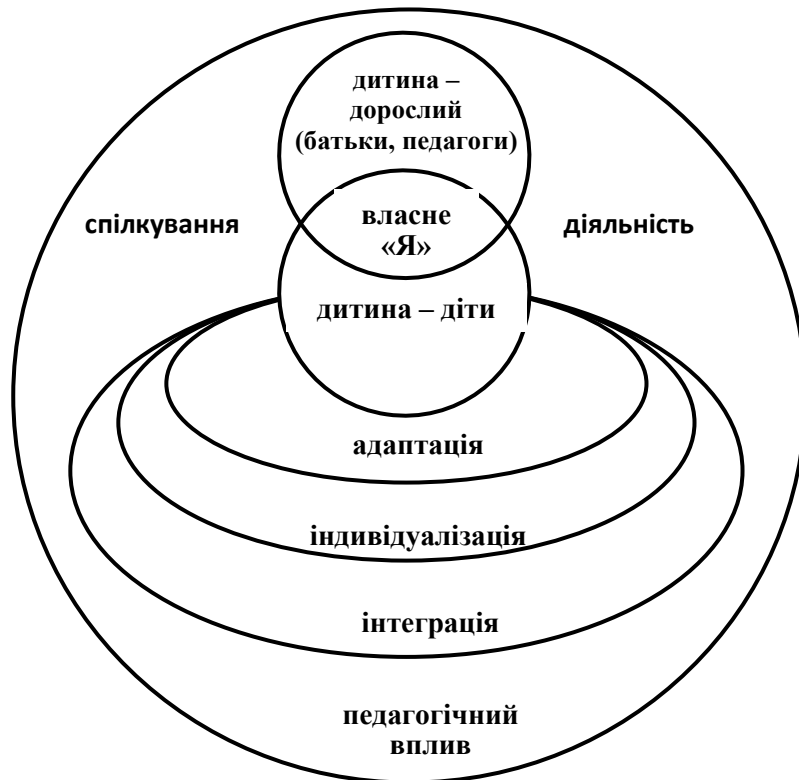 дитина –
дорослий
(батьки, педагоги)
спілкування
власне
«Я»
діяльність
дитина – діти
адаптація
індивідуалізація
інтеграція
педагогічний
вплив